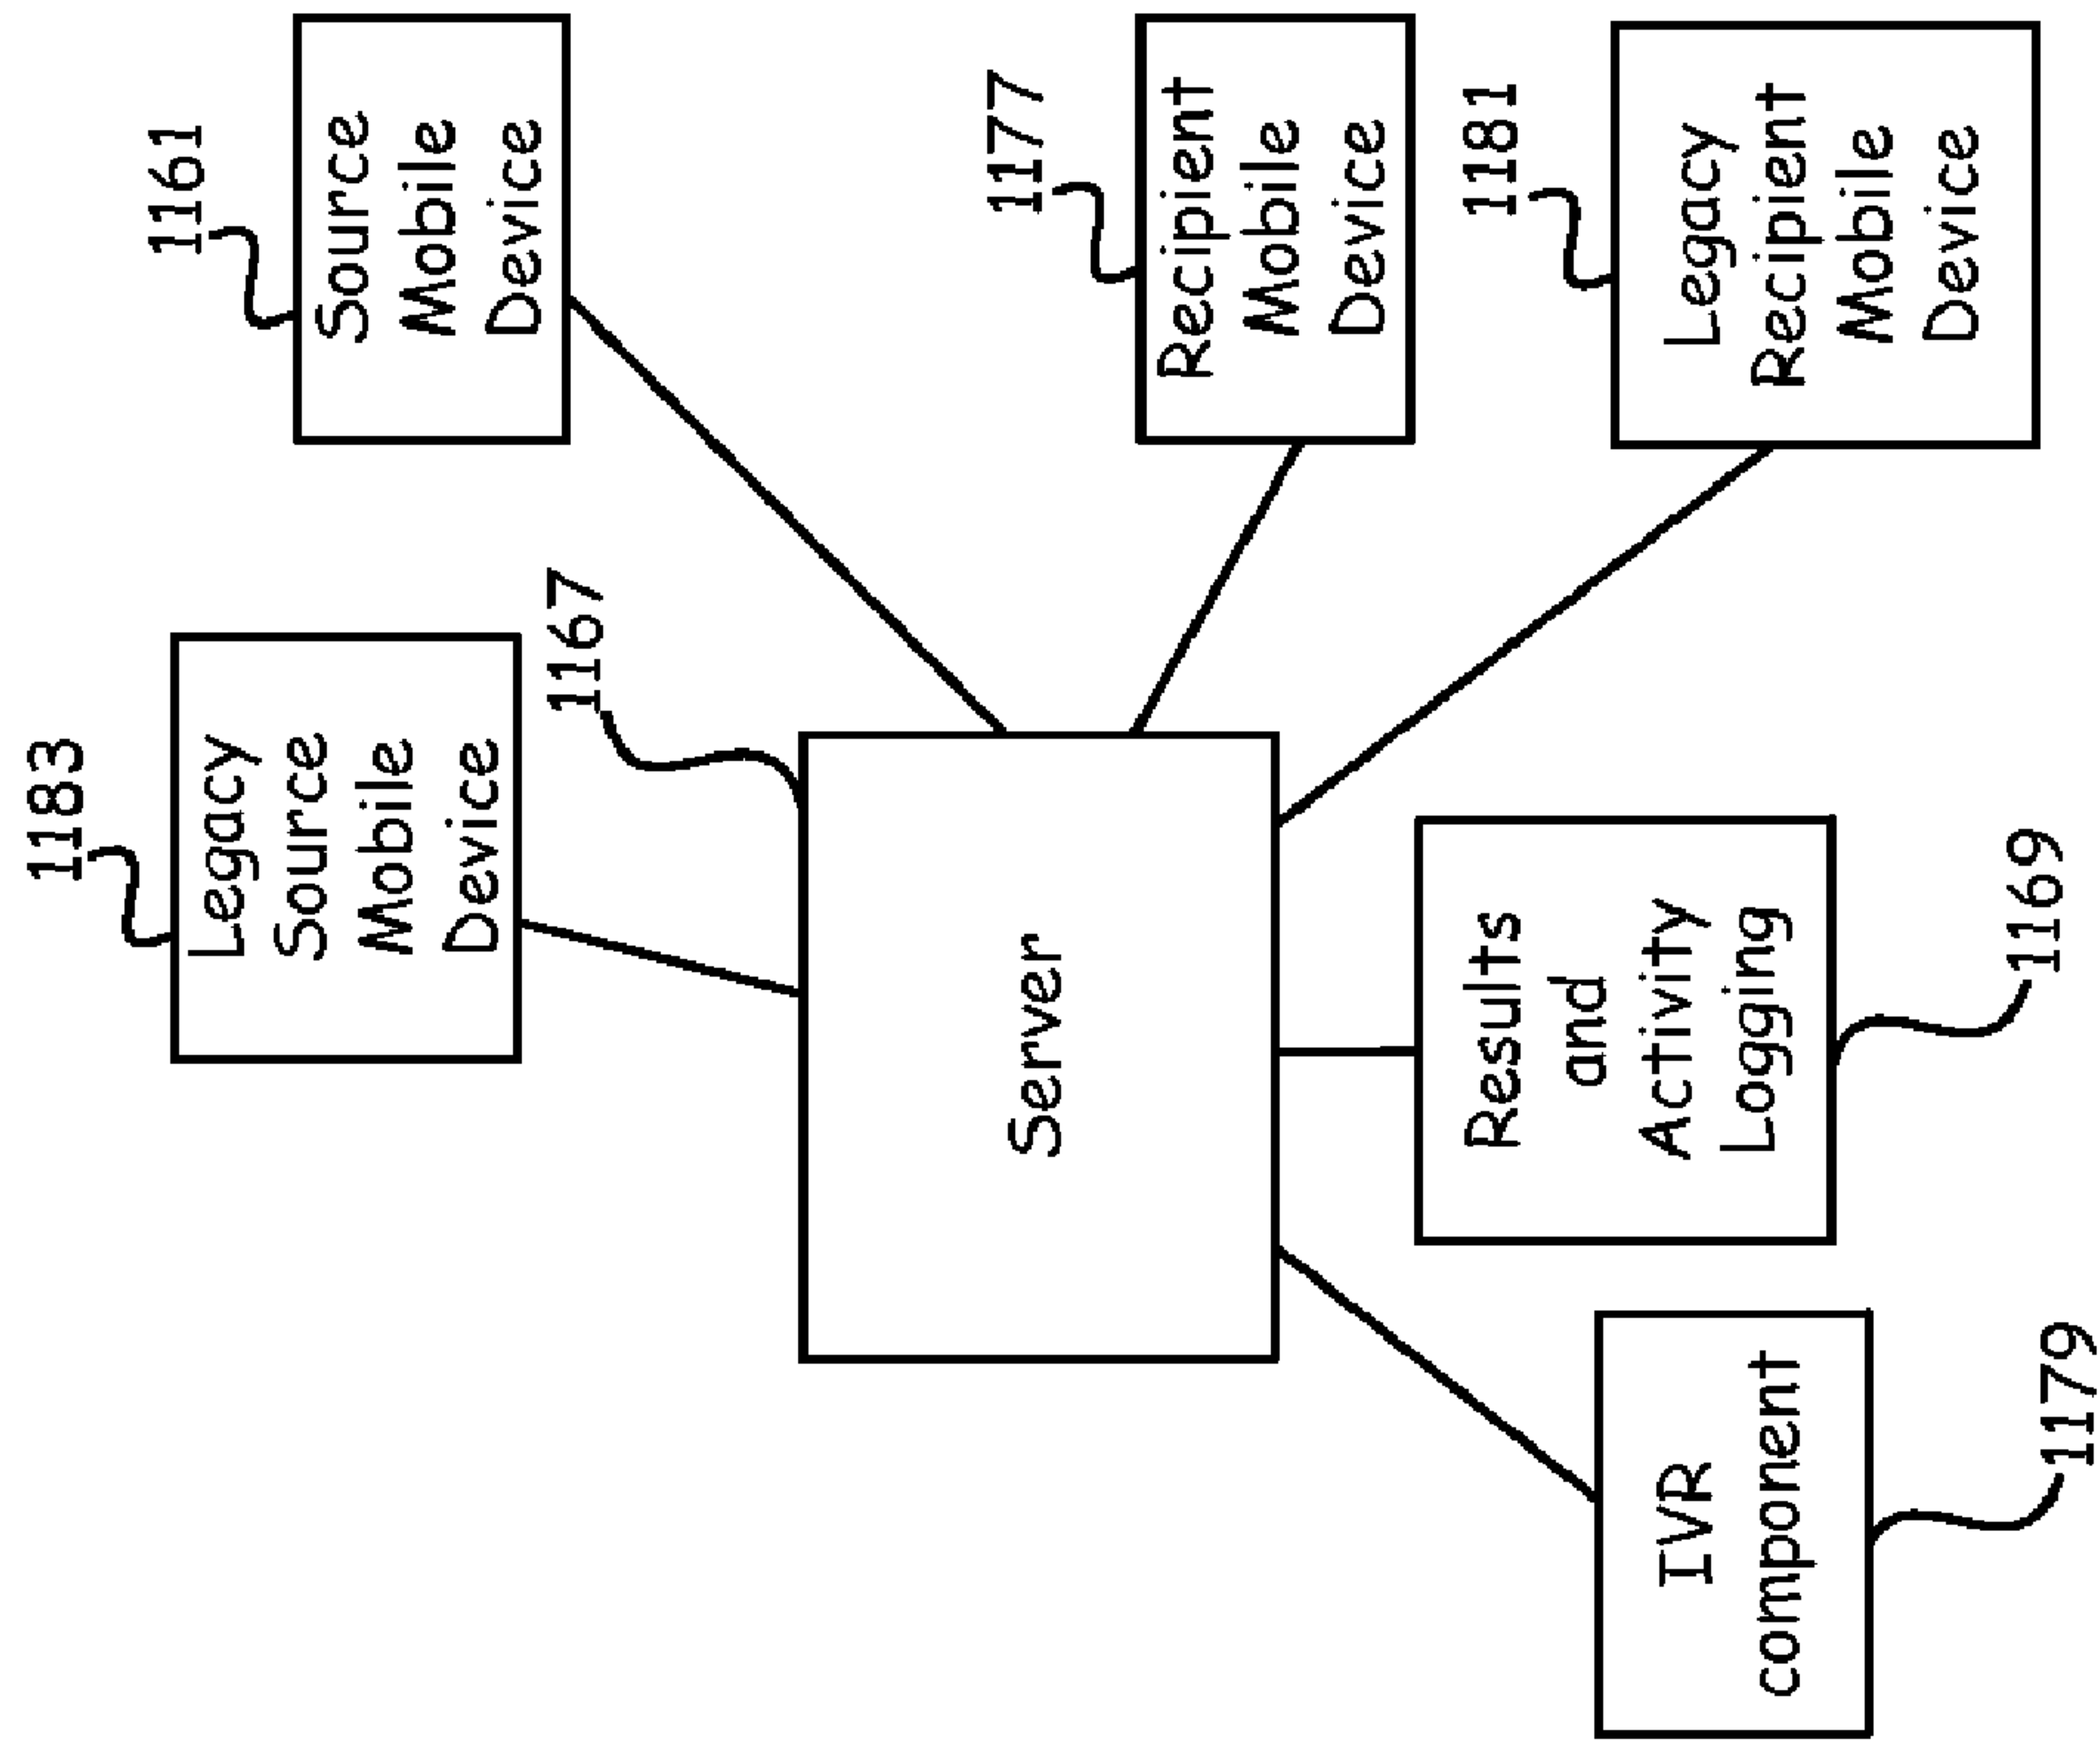 1183
Legacy
Source
Mobile
Device
1161
Source
Mobile
Device
1167
Server
1177
Recipient
Mobile
Device
1181
Legacy
Recipient
Mobile
Device
Results
and
Activity
Logging
1169
IVR
component
1179